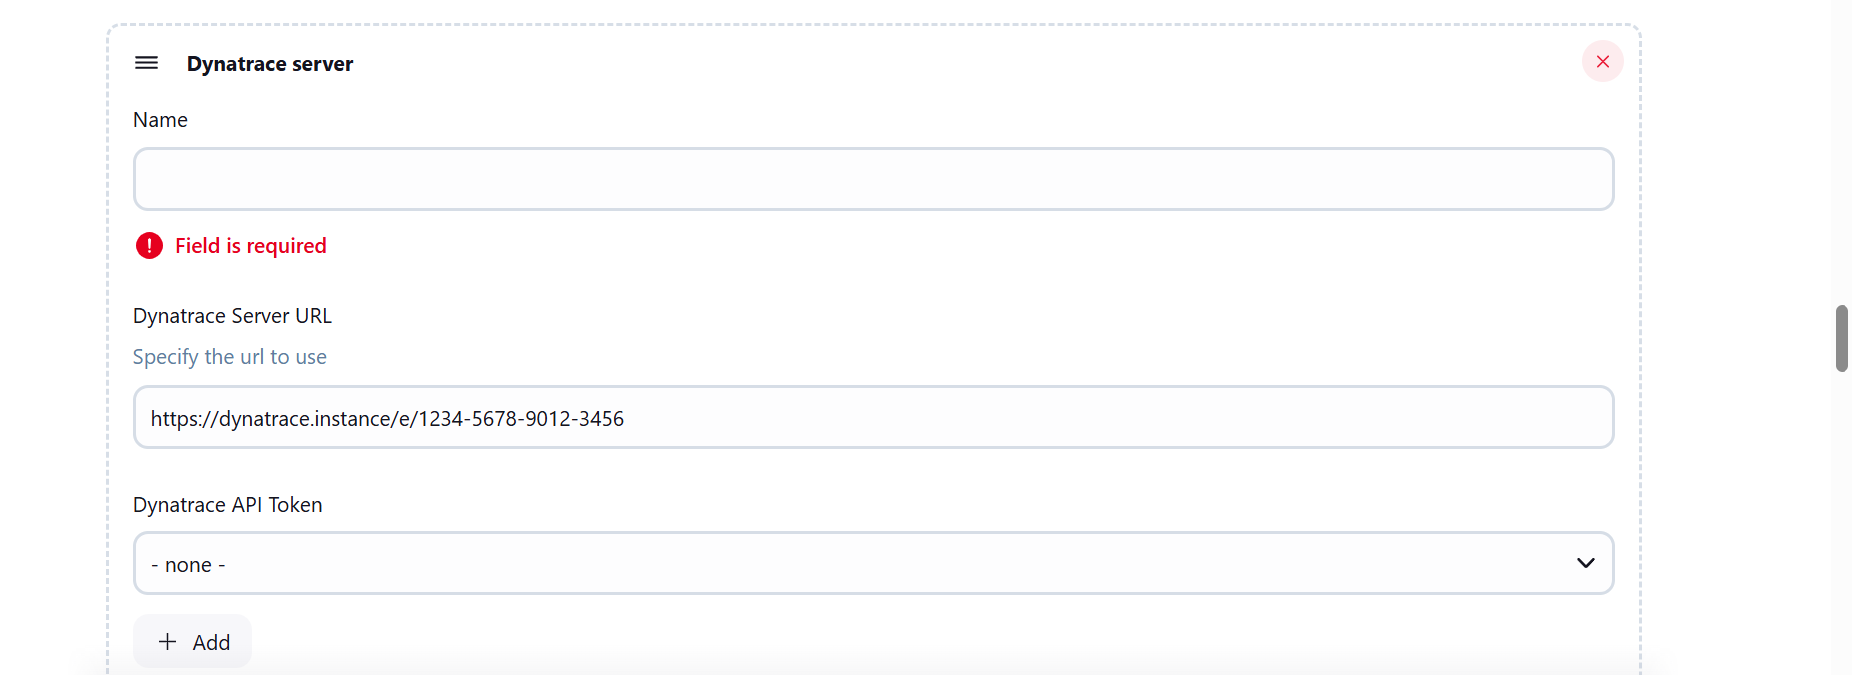 Dynatrace server
Name
Field is required
Dynatrace Server URL
Specify the url to use
https://dynatrace.instance/e/1234-5678-9012-3456
Dynatrace API Token
- none -
Add